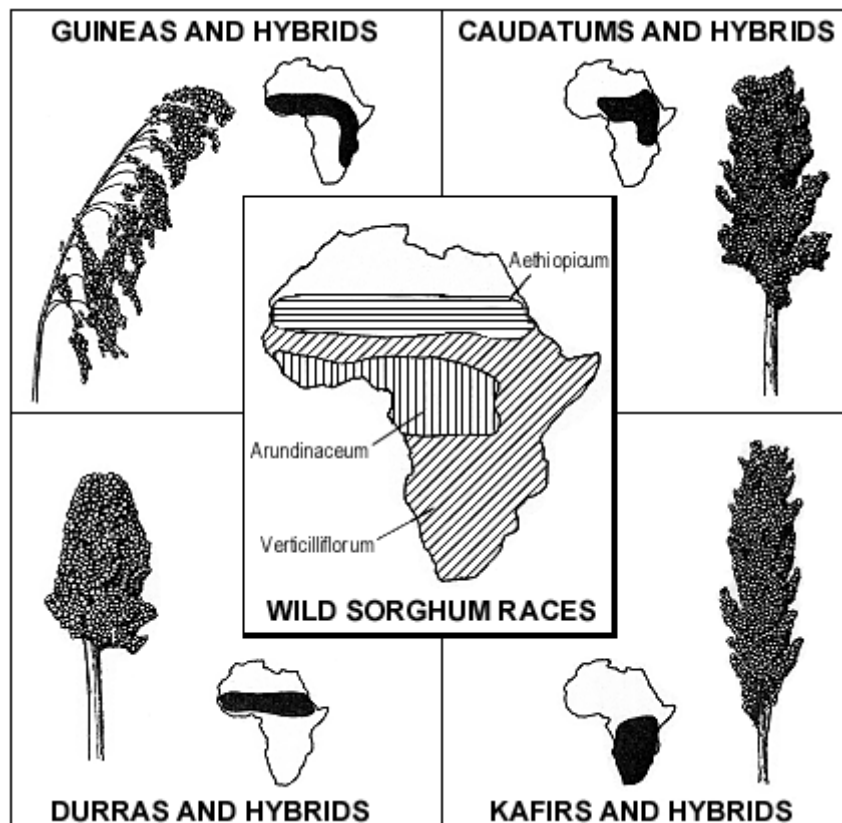 GUINEAS AND HYBRIDS
CAUDATUMS AND HYBRIDS
Aethiopicum
Arundinaceum
Verticilliflorum
WILD SORGHUM RACES
DURRAS AND HYBRIDS
KAFIRS AND HYBRIDS